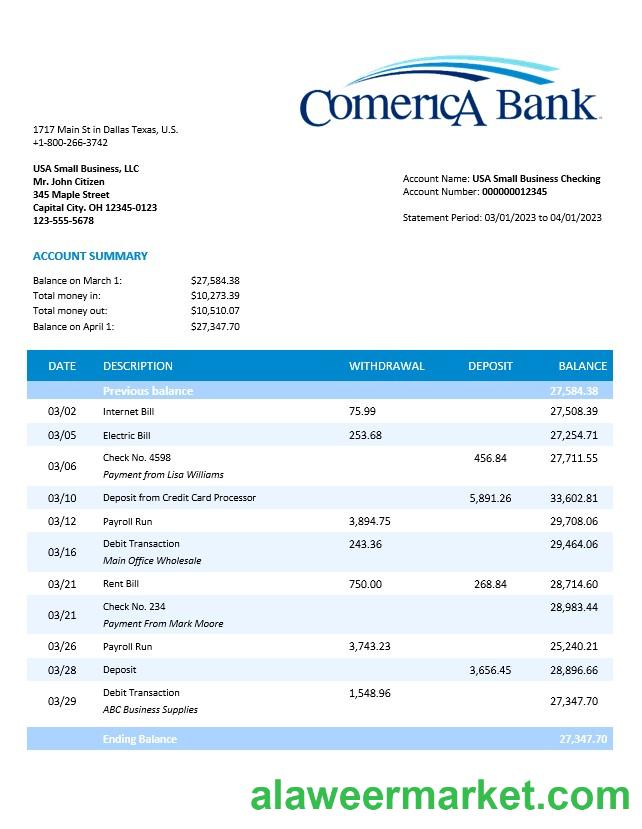 ComericA Bank
1717 Main St in Dallas Texas, U.S.
+1-800-266-3742
USA Small Business, LLC
Mr. John Citizen
345 Maple Street
Capital City. OH 12345-0123
123-555-5678
Account Name: USA Small Business Checking
Account Number: 000000012345
Statement Period: 03/01/2023 to 04/01/2023
ACCOUNT SUMMARY
Balance on March 1: $27,584.38
Total money in: $10,273.39
Total money out: $10,510.07
Balance on April 1: $27,347.70
DATE DESCRIPTION WITHDRAWAL DEPOSIT BALANCE
Previous balance 27,584.38
03/02 Internet Bill 75.99 27,508.39
03/05 Electric Bill 253.68 27,254.71
03/06 Check No. 4598 456.84 27,711.55
Payment from Lisa Williams
03/10 Deposit from Credit Card Processor 5,891.26 33,602.81
03/12 Payroll Run 3,894.75 29,708.06
03/16 Debit Transaction 243.36 29,464.06
Main Office Wholesale
03/21 Rent Bill 750.00 268.84 28,714.60
03/21 Check No. 234 28,983.44
Payment From Mark Moore
03/26 Payroll Run 3,743.23 25,240.21
03/28 Deposit 3,656.45 28,896.66
03/29 Debit Transaction 1,548.96 27,347.70
ABC Business Supplies
Ending Balance 27,347.70
alaweermarket.com